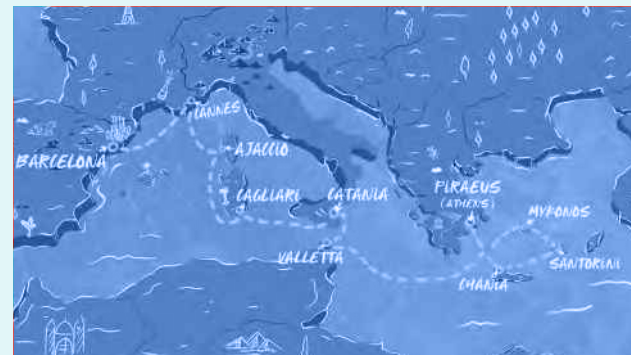 CANNES
BARCELONA
AJACCIO
CAGLIARI
CATANIA
PIRAEUS
(ATHENS)
MYKONOS
VALLETTA
SANTORINI
CHANIA